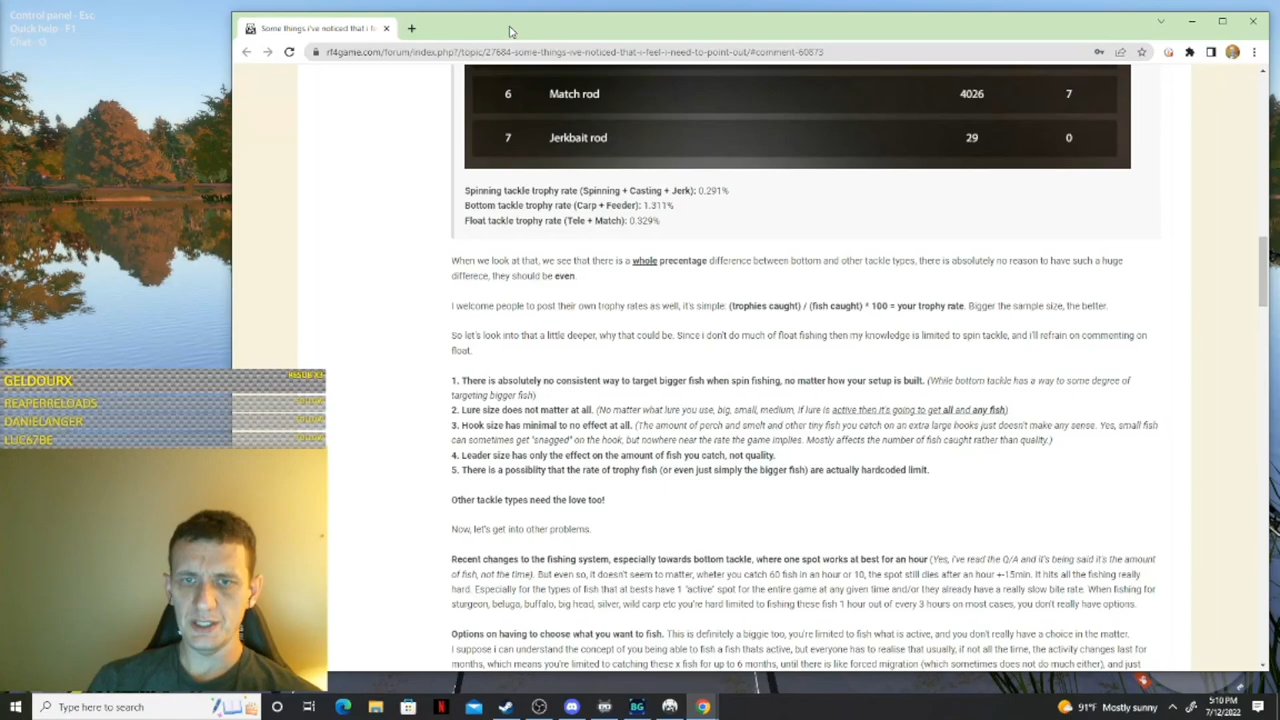 Control panel - Esc
Quick help - F1
Chat - O
Some things i've noticed that i f
rf4game.com/forum/index.php?/topic/27684-some-things-ive-noticed-that-i-feel-i-need-to-point-out/#comment-60873
6 Match rod 4026 7
7 Jerkbait rod 29 0
Spinning tackle trophy rate (Spinning + Casting + Jerk): 0.291%
Bottom tackle trophy rate (Carp + Feeder): 1.311%
Float tackle trophy rate (Tele + Match): 0.329%
When we look at that, we see that there is a whole precentage difference between bottom and other tackle types, there is absolutely no reason to have such a huge
differece, they should be even.
I welcome people to post their own trophy rates as well, it's simple: (trophies caught) / (fish caught) * 100 = your trophy rate. Bigger the sample size, the better.
So let's look into that a little deeper, why that could be. Since i don't do much of float fishing then my knowledge is limited to spin tackle, and i'll refrain on commenting on
float.
1. There is absolutely no consistent way to target bigger fish when spin fishing, no matter how your setup is built. (While bottom tackle has a way to some degree of
targeting bigger fish)
2. Lure size does not matter at all. (No matter what lure you use, big, small, medium, if lure is active then it's going to get all and any fish)
3. Hook size has minimal to no effect at all. (The amount of perch and smelt and other tiny fish you catch on an extra large hooks just doesn't make any sense. Yes, small fish
can sometimes get "snagged" on the hook, but nowhere near the rate the game implies. Mostly affects the number of fish caught rather than quality.)
4. Leader size has only the effect on the amount of fish you catch, not quality.
5. There is a possiblity that the rate of trophy fish (or even just simply the bigger fish) are actually hardcoded limit.
Other tackle types need the love too!
Now, let's get into other problems.
Recent changes to the fishing system, especially towards bottom tackle, where one spot works at best for an hour (Yes, i've read the Q/A and it's being said it's the amount
of fish, not the time). But even so, it doesn't seem to matter, wheter you catch 60 fish in an hour or 10, the spot still dies after an hour +-15min. It hits all the fishing really
hard. Especially for the types of fish that at bests have 1 "active" spot for the entire game at any given time and/or they already have a really slow bite rate. When fishing for
sturgeon, beluga, buffalo, big head, silver, wild carp etc you're hard limited to fishing these fish 1 hour out of every 3 hours on most cases, you don't really have options.
Options on having to choose what you want to fish. This is definitely a biggie too, you're limited to fish what is active, and you don't really have a choice in the matter.
I suppose i can understand the concept of you being able to fish a fish thats active, but everyone has to realise that usually, if not all the time, the activity changes last for
months, which means you're limited to catching these x fish for up to 6 months, until there is like forced migration (which sometimes does not do much either), and just
GELDOURX
REAPERRELOADS
DANIELANGER
LUC67BE
Type here to search
91°F Mostly sunny
5:10 PM
7/12/2022